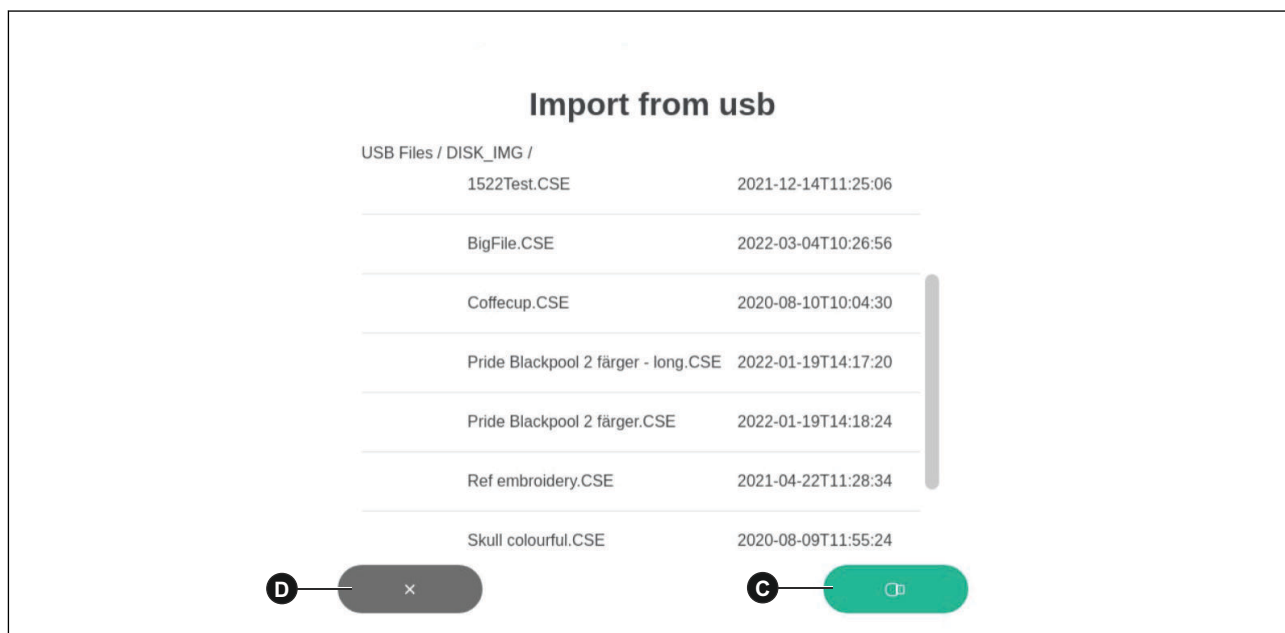 Import from usb
USB Files / DISK_IMG /
1522Test.CSE 2021-12-14T11:25:06
BigFile.CSE 2022-03-04T10:26:56
Coffecup.CSE 2020-08-10T10:04:30
Pride Blackpool 2 färger - long.CSE 2022-01-19T14:17:20
Pride Blackpool 2 färger.CSE 2022-01-19T14:18:24
Ref embroidery.CSE 2021-04-22T11:28:34
Skull colourful.CSE 2020-08-09T11:55:24
D C